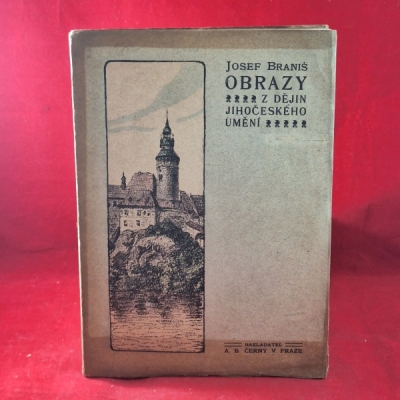 JOSEF BRANIŠ
OBRAZY
Z DĚJIN
JIHOČESKÉHO
UMĚNÍ
NAKLADATEL
A. B. ČERNÝ V PRAZE